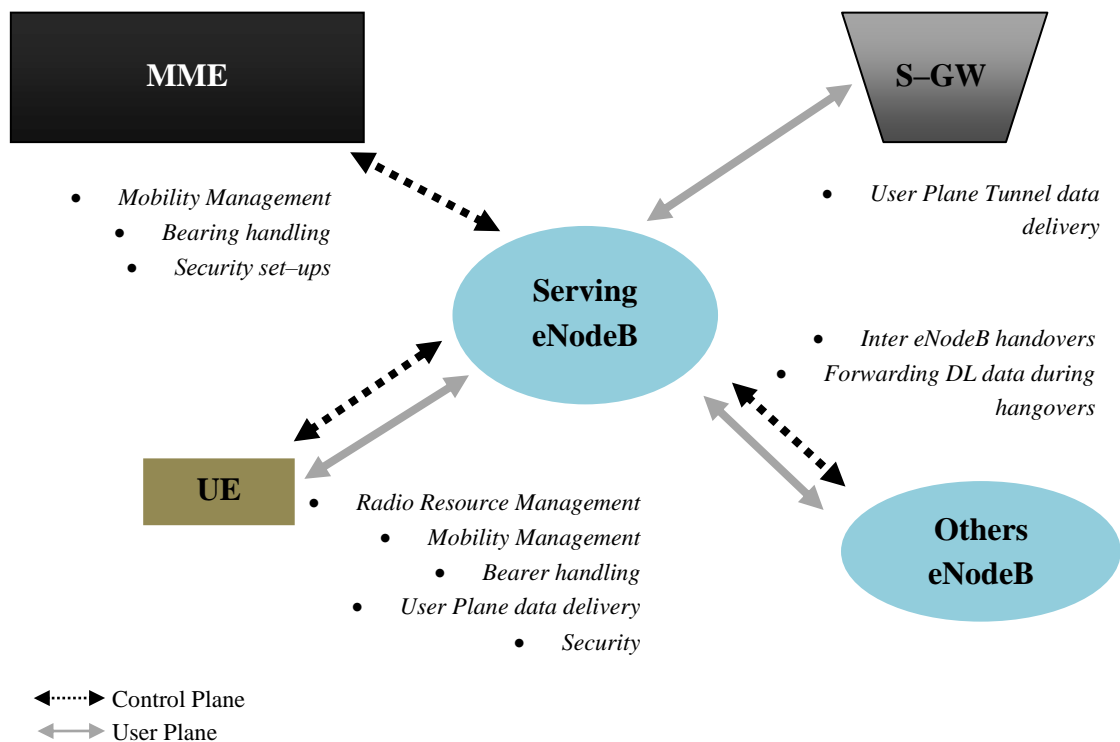 MME
S–GW
• Mobility Management
• Bearing handling
• Security set–ups
• User Plane Tunnel data
delivery
Serving
eNodeB
• Inter eNodeB handovers
• Forwarding DL data during
hangovers
UE
• Radio Resource Management
• Mobility Management
• Bearer handling
• User Plane data delivery
• Security
Others
eNodeB
Control Plane
User Plane